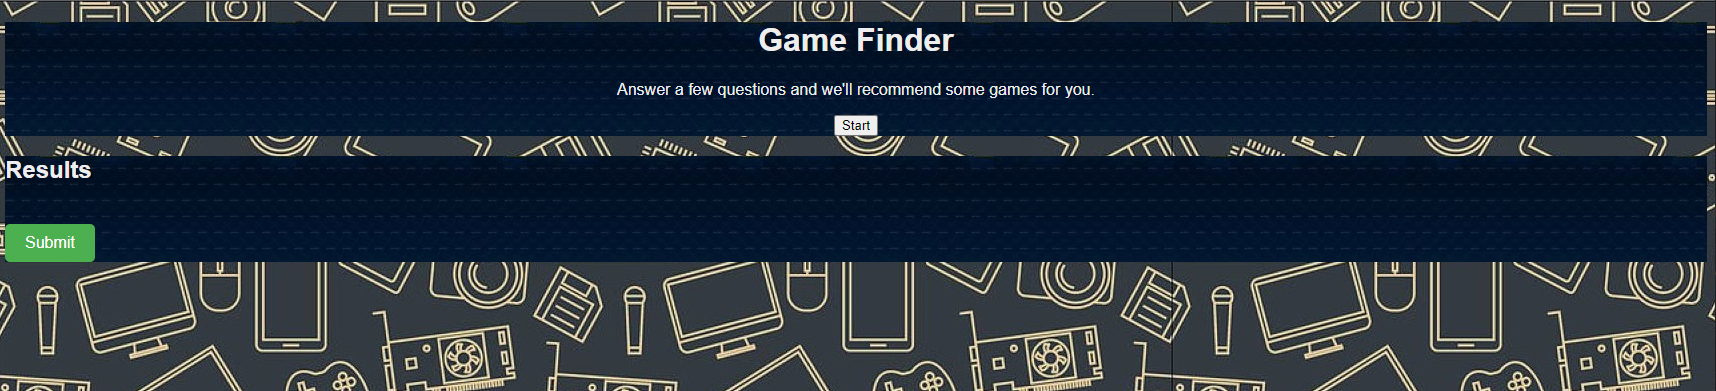 Game Finder
Answer a few questions and we'll recommend some games for you.
Start
Results
Submit